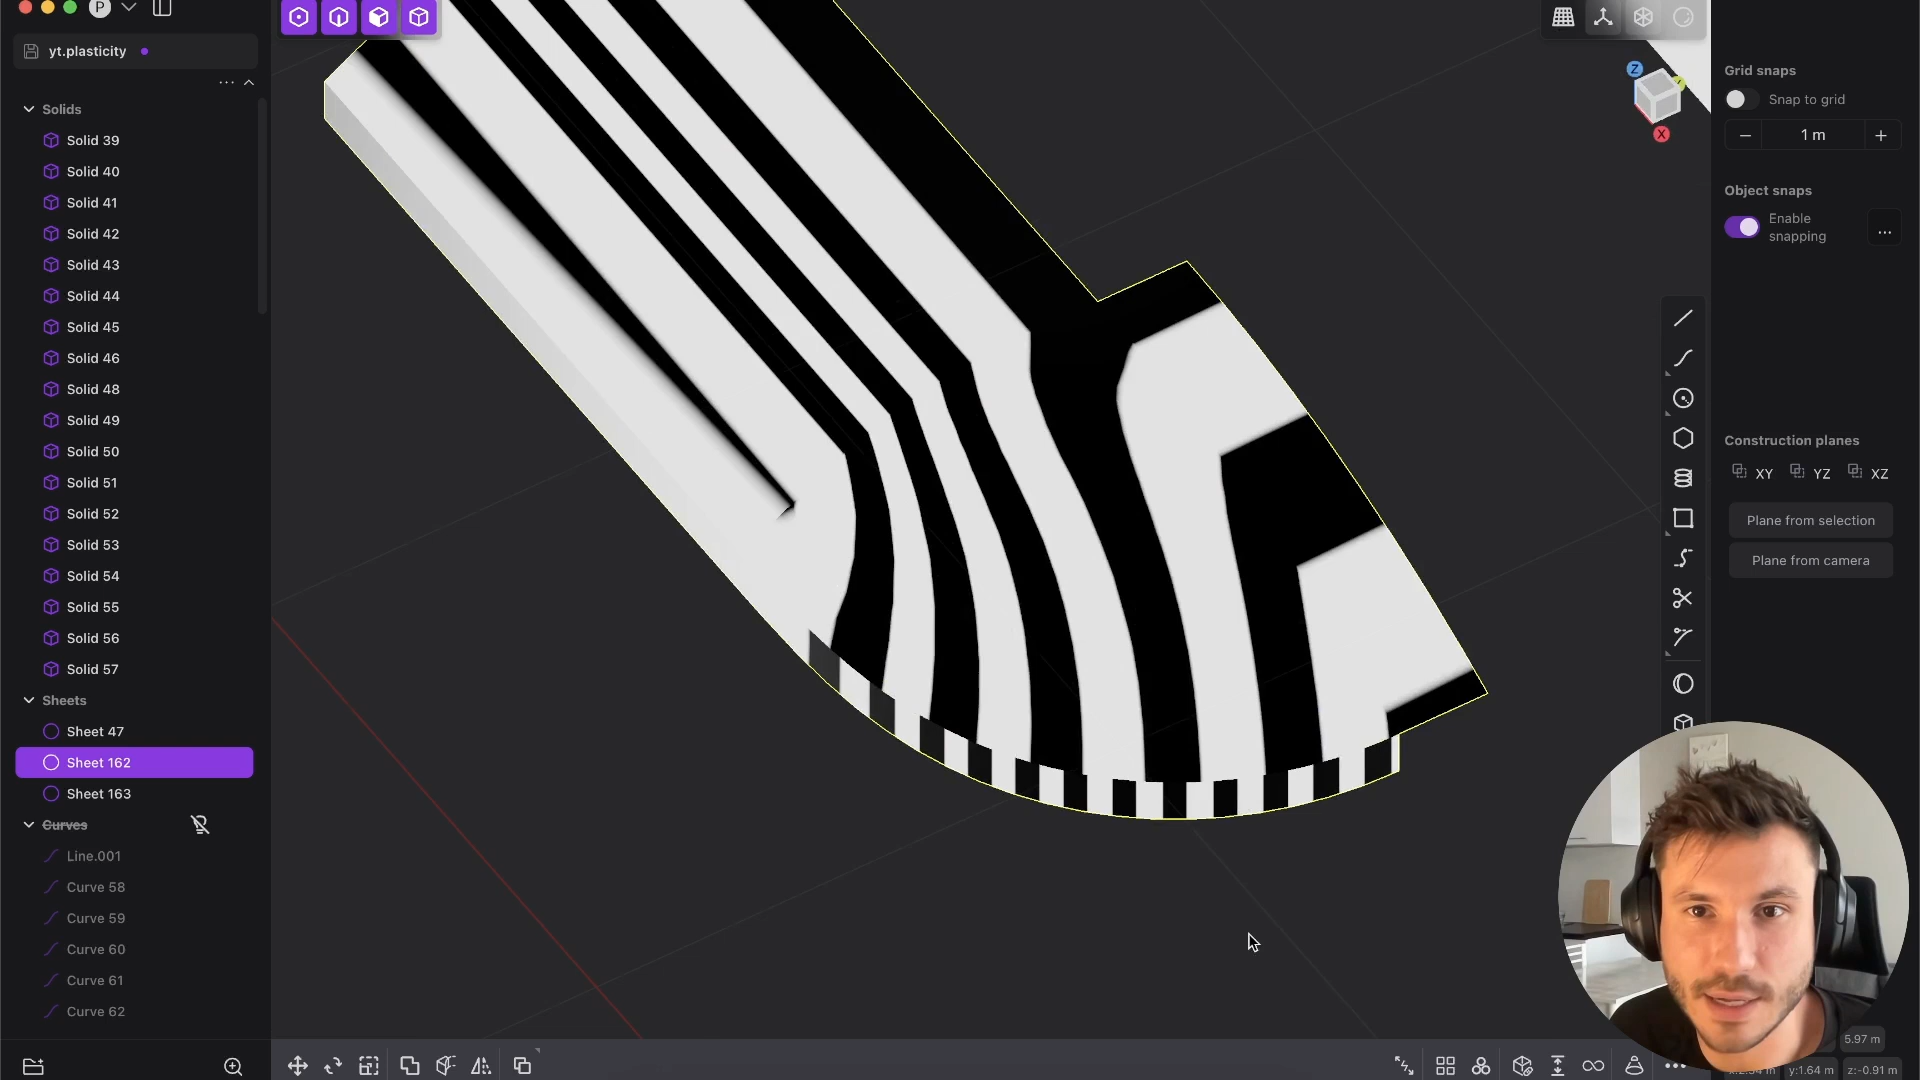 P
yt.plasticity
Solids
Solid 39
Solid 40
Solid 41
Solid 42
Solid 43
Solid 44
Solid 45
Solid 46
Solid 48
Solid 49
Solid 50
Solid 51
Solid 52
Solid 53
Solid 54
Solid 55
Solid 56
Solid 57
Sheets
Sheet 47
Sheet 162
Sheet 163
Curves
Line.001
Curve 58
Curve 59
Curve 60
Curve 61
Curve 62
Z
X
Grid snaps
Snap to grid
1 m
Object snaps
Enable
snapping
...
Construction planes
XY YZ XZ
Plane from selection
Plane from camera
5.97 m
y:1.64 m z:-0.91 m